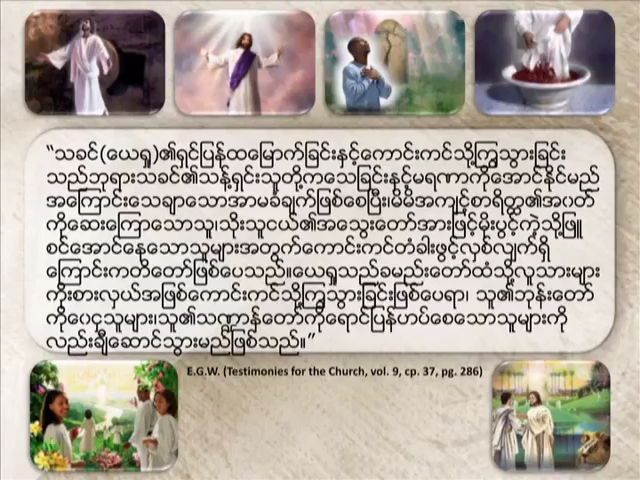 “သခင်(ယေရှု)၏ရှင်ပြန်ထမြောက်ခြင်းနှင့်ကောင်းကင်သို့ကြွသွားခြင်း
သည်ဘုရားသခင်၏သန့်ရှင်းသူတို့ကသေခြင်းနှင့်မရဏာကိုအောင်နိုင်မည်
အကြောင်းသေချာသောအာမခံချက်ဖြစ်စေပြီး၊မိမိအကျင့်စာရိတ္တ၏အဝတ်
ကိုဆေးကြောသောသူ၊သိုးသူငယ်၏အသွေးတော်အားဖြင့်မိုးပွင့်ကဲ့သို့ဖြူ
စင်အောင်နေသောသူများအတွက်ကောင်းကင်တံခါးဖွင့်လှစ်လျက်ရှိ
ကြောင်းကတိတော်ဖြစ်ပေသည်။ယေရှုသည်ခမည်းတော်ထံသို့လူသားများ
ကိုးစားလှယ်အဖြစ်ကောင်းကင်သို့ကြွသွားခြင်းဖြစ်ပေရာ၊ သူ၏ဘုန်းတော်
ကိုဝေငှသူများ၊သူ၏သဏ္ဍာန်တော်ကိုရောင်ပြန်ဟပ်စေသောသူများကို
လည်းချီဆောင်သွားမည်ဖြစ်သည်။”
E.G.W. (Testimonies for the Church, vol. 9, cp. 37, pg. 286)